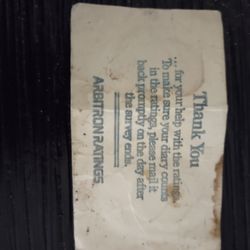 Thank You
... for your help with the ratings.
To make sure your diary counts
in the ratings, please mail it
back promptly on the day after
the survey ends.
ARBITRON RATINGS